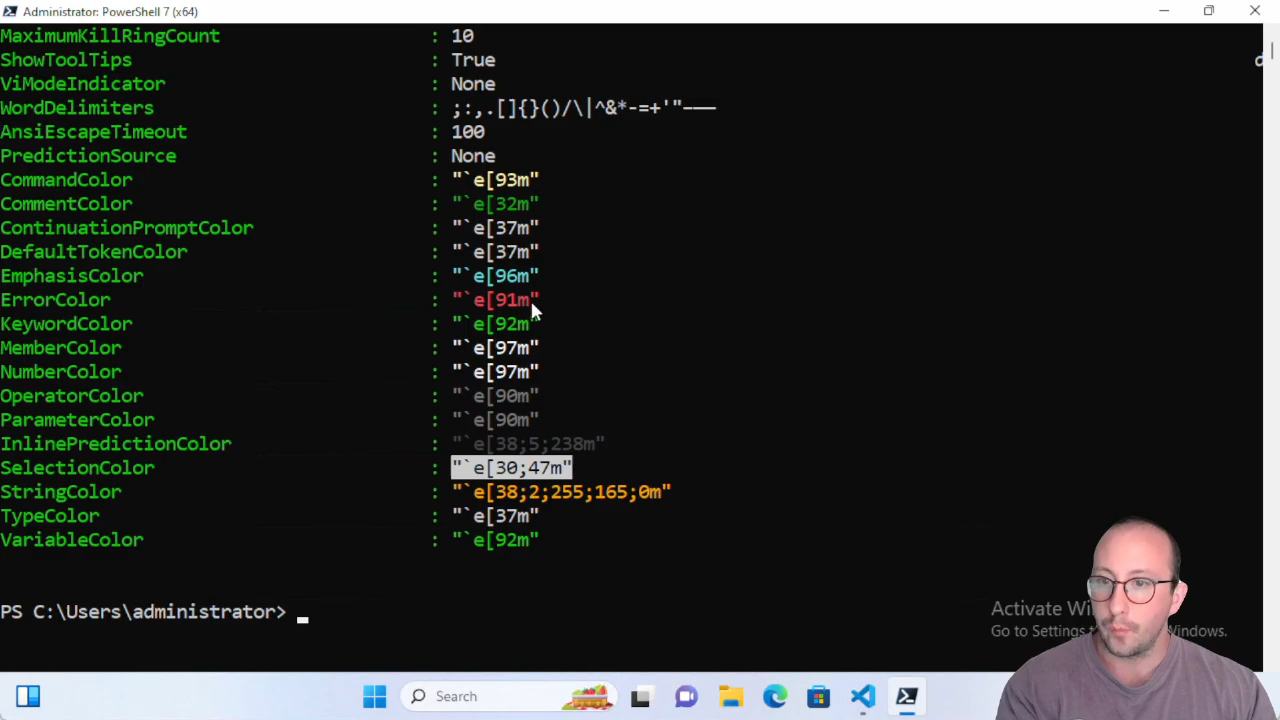 Administrator: PowerShell 7 (x64)
MaximumKillRingCount : 10
ShowToolTips : True
ViModeIndicator : None
WordDelimiters : ;:,.[]{}()/\|^&*-=+'"–—―
AnsiEscapeTimeout : 100
PredictionSource : None
CommandColor : "`e[93m"
CommentColor : "`e[32m"
ContinuationPromptColor : "`e[37m"
DefaultTokenColor : "`e[37m"
EmphasisColor : "`e[96m"
ErrorColor : "`e[91m"
KeywordColor : "`e[92m"
MemberColor : "`e[97m"
NumberColor : "`e[97m"
OperatorColor : "`e[90m"
ParameterColor : "`e[90m"
InlinePredictionColor : "`e[38;5;238m"
SelectionColor : "`e[30;47m"
StringColor : "`e[38;2;255;165;0m"
TypeColor : "`e[37m"
VariableColor : "`e[92m"
PS C:\Users\administrator>
Activate
Go to Settings Windows.
Search